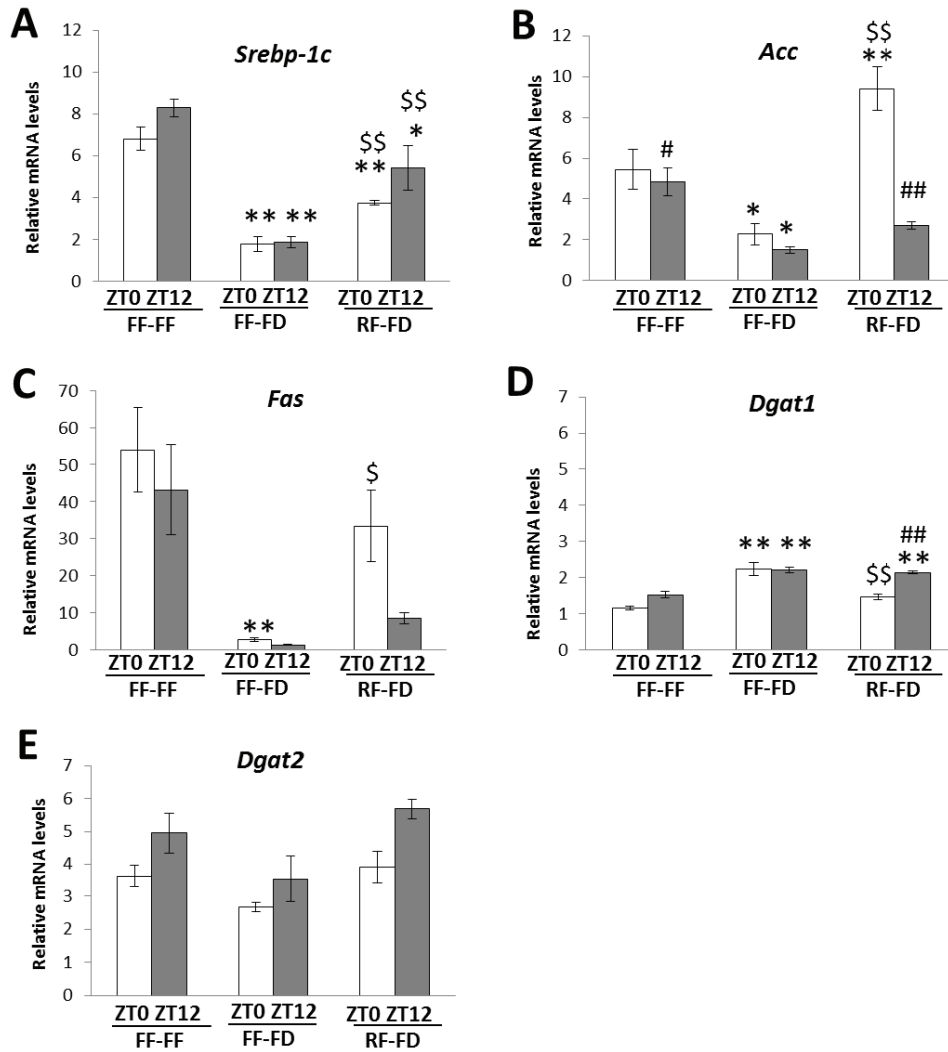 A
Srebp-1c
Relative mRNA levels
12
10
8
6
4
2
0
** **
$$
**
$$
*
ZT0 ZT12 ZT0 ZT12 ZT0 ZT12
FF-FF FF-FD RF-FD
B
Acc
Relative mRNA levels
12
10
8
6
4
2
0
#
*
*
$$
**
##
ZT0 ZT12 ZT0 ZT12 ZT0 ZT12
FF-FF FF-FD RF-FD
C
Fas
Relative mRNA levels
70
60
50
40
30
20
10
0
**
$
ZT0 ZT12 ZT0 ZT12 ZT0 ZT12
FF-FF FF-FD RF-FD
D
Dgat1
Relative mRNA levels
7
6
5
4
3
2
1
0
** **
$$
##
**
ZT0 ZT12 ZT0 ZT12 ZT0 ZT12
FF-FF FF-FD RF-FD
E
Dgat2
Relative mRNA levels
7
6
5
4
3
2
1
0
ZT0 ZT12 ZT0 ZT12 ZT0 ZT12
FF-FF FF-FD RF-FD